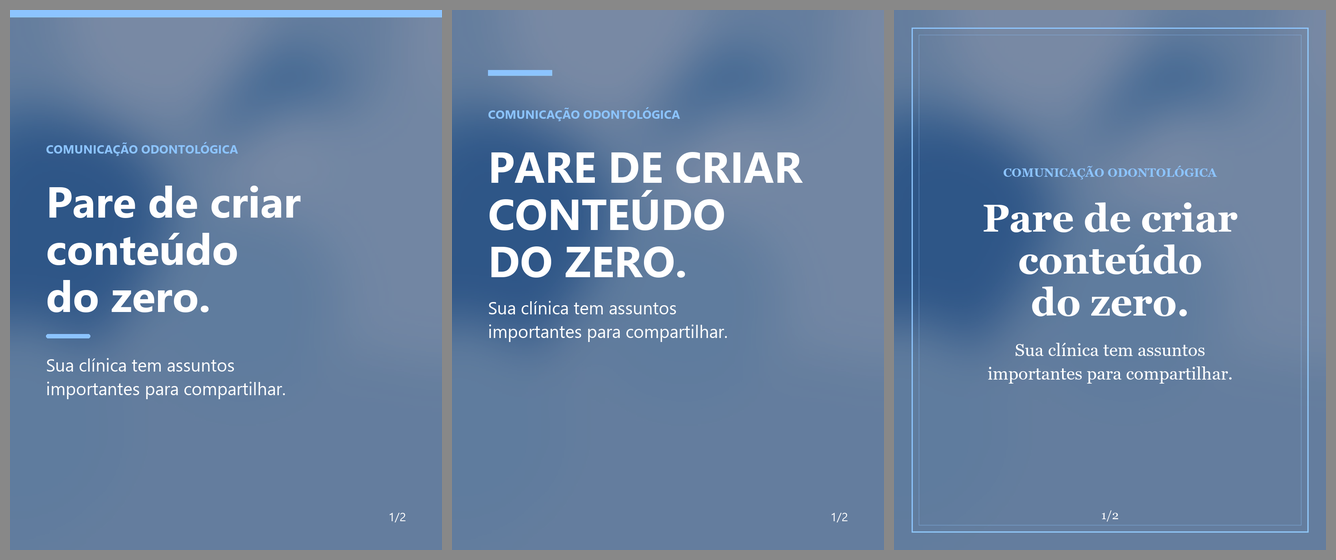 COMUNICAÇÃO ODONTOLÓGICA
Pare de criar
conteúdo
do zero.
Sua clínica tem assuntos
importantes para compartilhar.
1/2
COMUNICAÇÃO ODONTOLÓGICA
PARE DE CRIAR
CONTEÚDO
DO ZERO.
Sua clínica tem assuntos
importantes para compartilhar.
1/2
COMUNICAÇÃO ODONTOLÓGICA
Pare de criar
conteúdo
do zero.
Sua clínica tem assuntos
importantes para compartilhar.
1/2